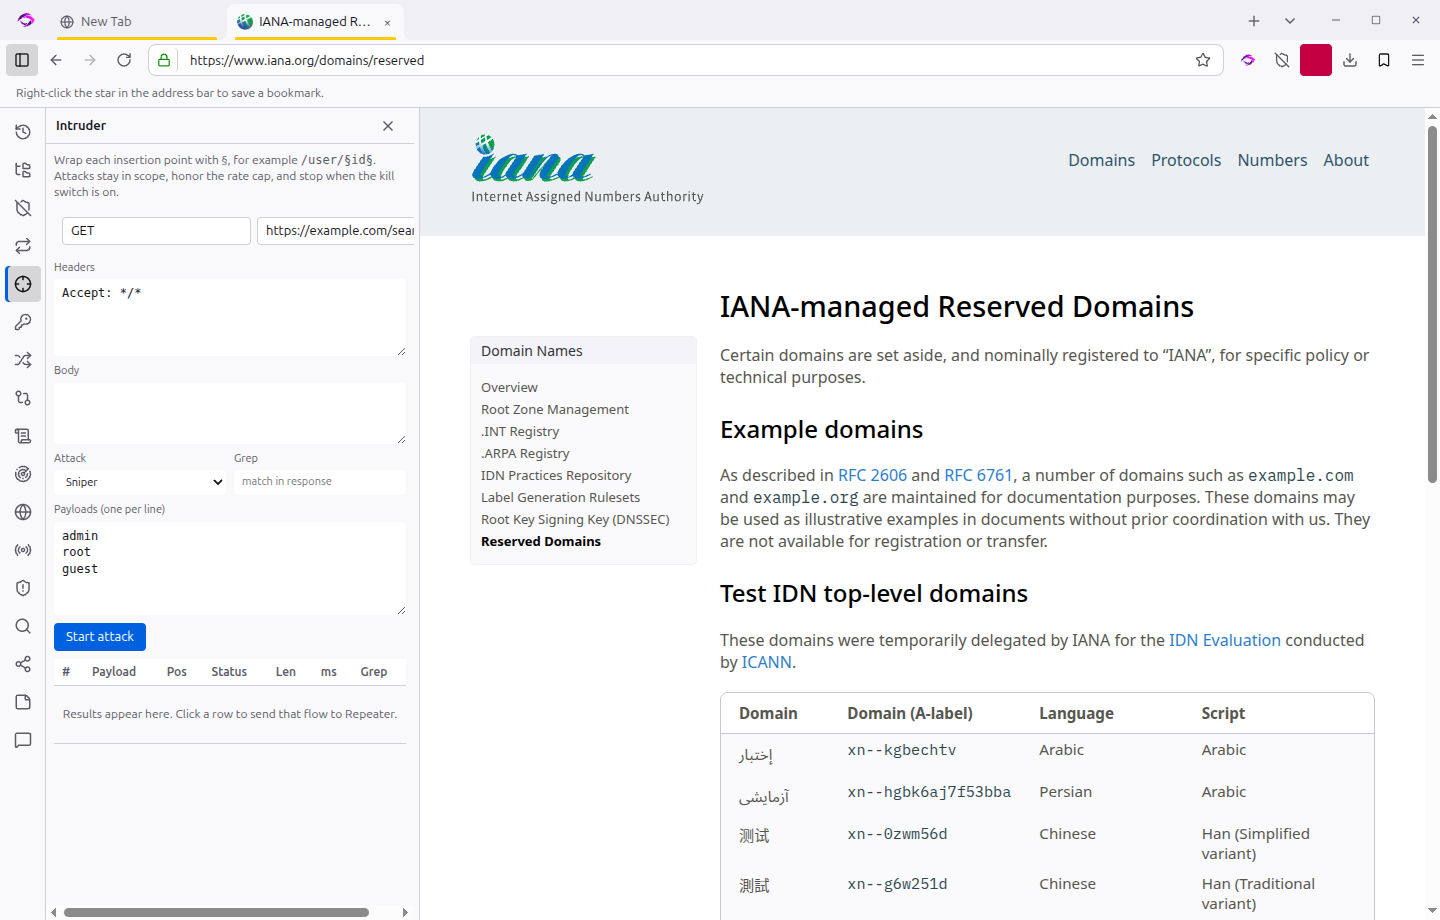 New Tab
IANA-managed R…
https://www.iana.org/domains/reserved
Right-click the star in the address bar to save a bookmark.
Intruder
Wrap each insertion point with §, for example /user/§id§.
Attacks stay in scope, honor the rate cap, and stop when the kill
switch is on.
GET
https://example.com/sear
Headers
Accept: */*
Body
Attack
Grep
Sniper
match in response
Payloads (one per line)
admin
root
guest
Start attack
# Payload Pos Status Len ms Grep
Results appear here. Click a row to send that flow to Repeater.
iana
Internet Assigned Numbers Authority
Domains Protocols Numbers About
Domain Names
Overview
Root Zone Management
.INT Registry
.ARPA Registry
IDN Practices Repository
Label Generation Rulesets
Root Key Signing Key (DNSSEC)
Reserved Domains
IANA-managed Reserved Domains
Certain domains are set aside, and nominally registered to “IANA”, for specific policy or
technical purposes.
Example domains
As described in RFC 2606 and RFC 6761, a number of domains such as example.com
and example.org are maintained for documentation purposes. These domains may
be used as illustrative examples in documents without prior coordination with us. They
are not available for registration or transfer.
Test IDN top-level domains
These domains were temporarily delegated by IANA for the IDN Evaluation conducted
by ICANN.
Domain Domain (A-label) Language Script
إختبار xn--kgbechtv Arabic Arabic
آزمایشی xn--hgbk6aj7f53bba Persian Arabic
测试 xn--0zwm56d Chinese Han (Simplified
variant)
測試 xn--g6w251d Chinese Han (Traditional
variant)